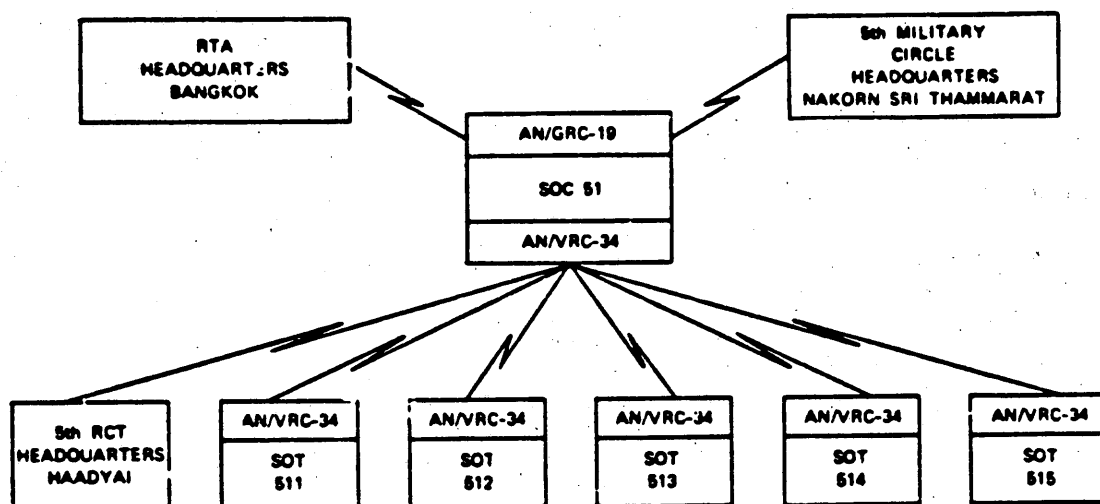 RTA
HEADQUARTERS
BANGKOK
5th MILITARY
CIRCLE
HEADQUARTERS
NAKORN SRI THAMMARAT
AN/GRC-19
SOC 51
AN/VRC-34
5th RCT
HEADQUARTERS
HAADYAI
AN/VRC-34
SOT
511
AN/VRC-34
SOT
512
AN/VRC-34
SOT
513
AN/VRC-34
SOT
514
AN/VRC-34
SOT
515